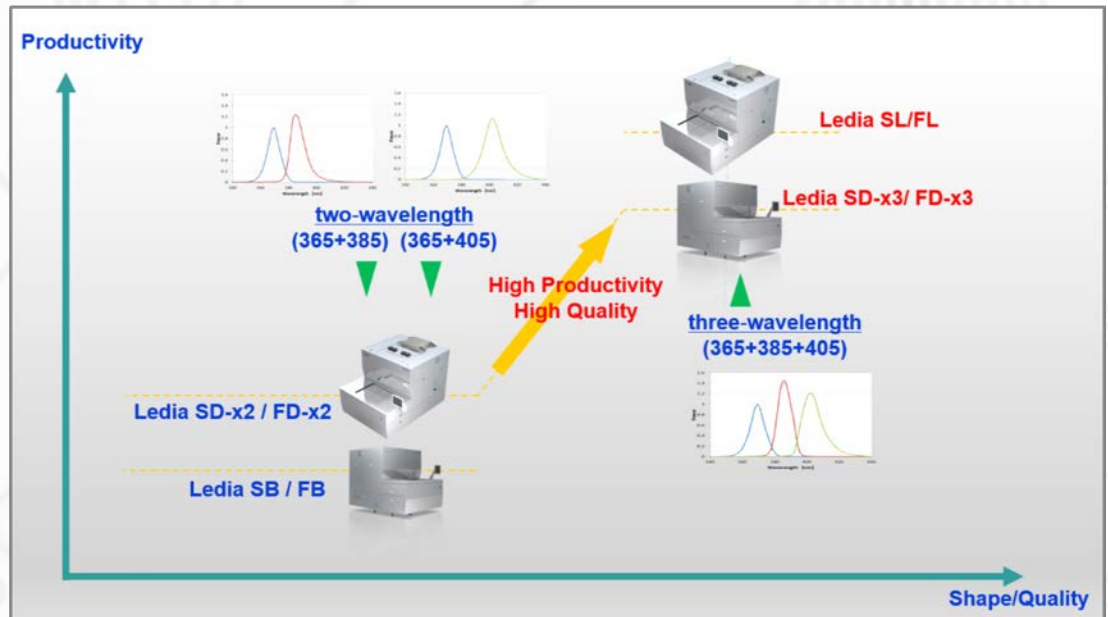 Productivity
two-wavelength
(365+385) (365+405)
Ledia SL/FL
Ledia SD-x3/ FD-x3
High Productivity
High Quality
three-wavelength
(365+385+405)
Ledia SD-x2 / FD-x2
Ledia SB / FB
Shape/Quality